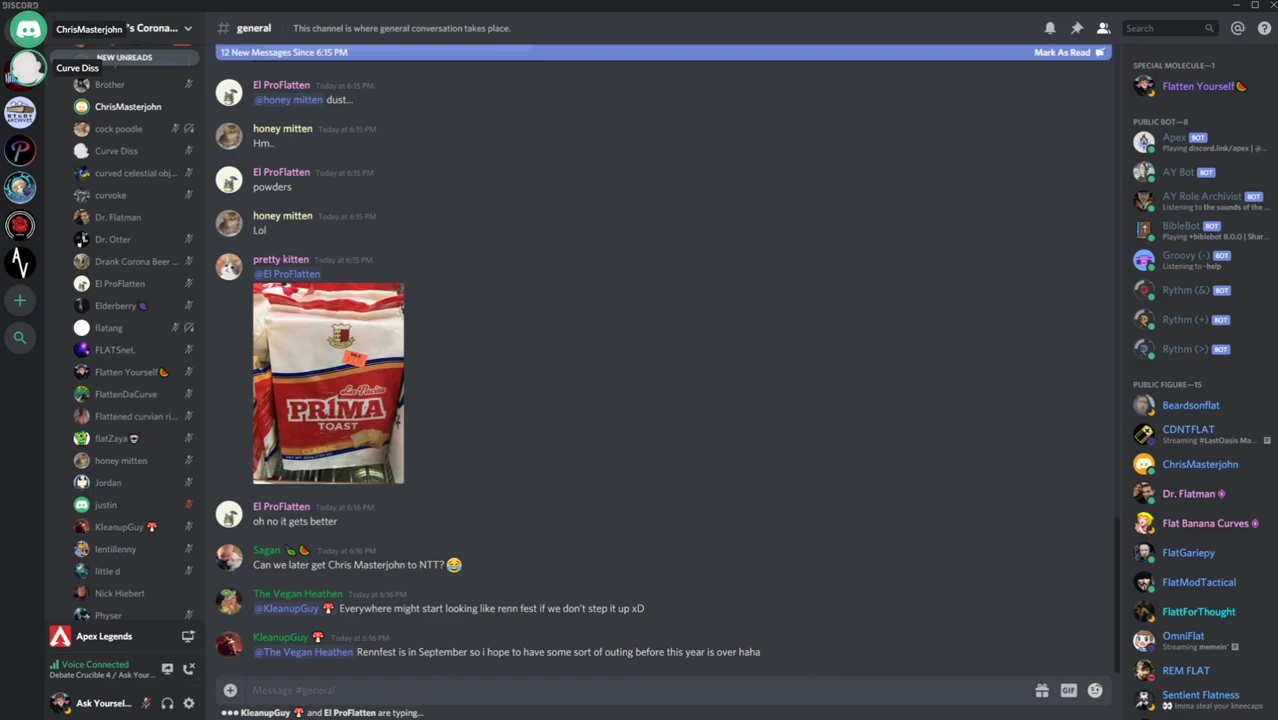 DISCORD
ChrisMasterjohn
's Corona...
NEW UNREADS
Curve Diss
STUDY
ARCHIVES
Brother
ChrisMasterjohn
cock poodle
Curve Diss
curved celestial obj...
curvoke
Dr. Flatman
Dr. Otter
Drank Corona Beer ...
El ProFlatten
Elderberry
flatang
FLATSnet.
Flatten Yourself 🍉
FlattenDaCurve
Flattened curvian ri...
flatZaya
honey mitten
Jordan
justin
KleanupGuy 🍄
lentillenny
little d
Nick Hiebert
Physer
Apex Legends
Voice Connected
Debate Crucible 4 / Ask Your...
Ask Yoursel...
# general
This channel is where general conversation takes place.
Search
12 New Messages Since 6:15 PM
Mark As Read
El ProFlatten Today at 6:15 PM
@honey mitten dust...
honey mitten Today at 6:15 PM
Hm..
El ProFlatten Today at 6:15 PM
powders
honey mitten Today at 6:15 PM
Lol
pretty kitten Today at 6:15 PM
@El ProFlatten
La Pacita
PR1MA
TOAST
CLASSIC
El ProFlatten Today at 6:16 PM
oh no it gets better
Sagan 🍉 Today at 6:16 PM
Can we later get Chris Masterjohn to NTT? 😂
The Vegan Heathen Today at 6:16 PM
@KleanupGuy 🍄 Everywhere might start looking like renn fest if we don't step it up xD
KleanupGuy 🍄 Today at 6:16 PM
@The Vegan Heathen Rennfest is in September so i hope to have some sort of outing before this year is over haha
Message #general
GIF
KleanupGuy 🍄 and El ProFlatten are typing...
SPECIAL MOLECULE—1
Flatten Yourself 🍉
PUBLIC BOT—8
Apex BOT
Playing discord.link/apex | @...
AY Bot BOT
AY Role Archivist BOT
Listening to the sounds of the...
BibleBot BOT
Playing +biblebot 8.0.0 | Shar...
Groovy (-) BOT
Listening to -help
Rythm (&) BOT
Rythm (+) BOT
Rythm (>) BOT
PUBLIC FIGURE—15
Beardsonflat
CDNTFLAT
Streaming #LastOasis Ma...
ChrisMasterjohn
Dr. Flatman
Flat Banana Curves
FlatGariepy
FlatModTactical
FlattForThought
OmniFlat
Streaming memein'
REM FLAT
Sentient Flatness
👀 Imma steal your kneecaps